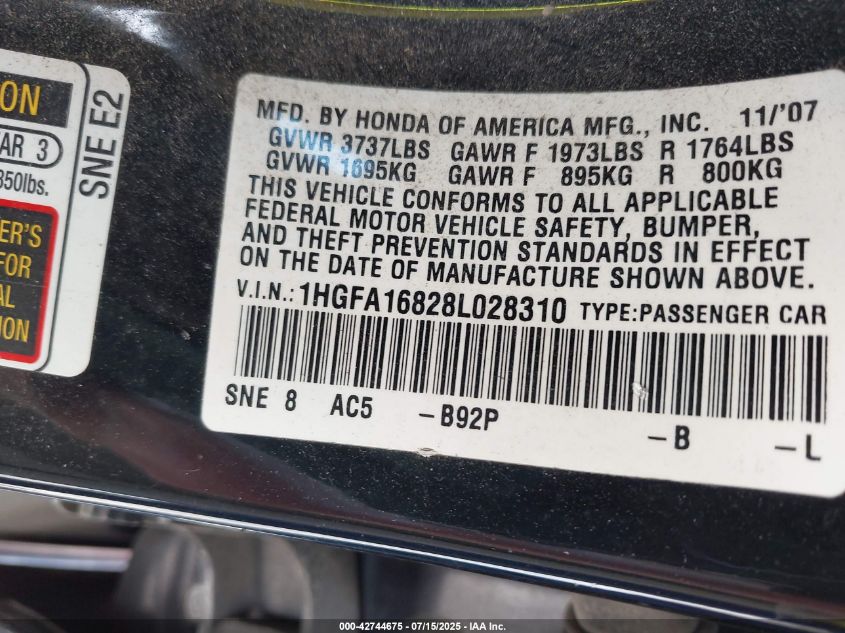 ON
AR 3
850lbs.
ER'S
FOR
AL
ION
SNE E2
MFD. BY HONDA OF AMERICA MFG., INC. 11/'07
GVWR 3737LBS GAWR F 1973LBS R 1764LBS
GVWR 1695KG GAWR F 895KG R 800KG
THIS VEHICLE CONFORMS TO ALL APPLICABLE
FEDERAL MOTOR VEHICLE SAFETY, BUMPER,
AND THEFT PREVENTION STANDARDS IN EFFECT
ON THE DATE OF MANUFACTURE SHOWN ABOVE.
V.I.N.: 1HGFA16828L028310 TYPE:PASSENGER CAR
SNE 8 AC5 -B92P -B -L
000-42744675 - 07/15/2025 - IAA Inc.